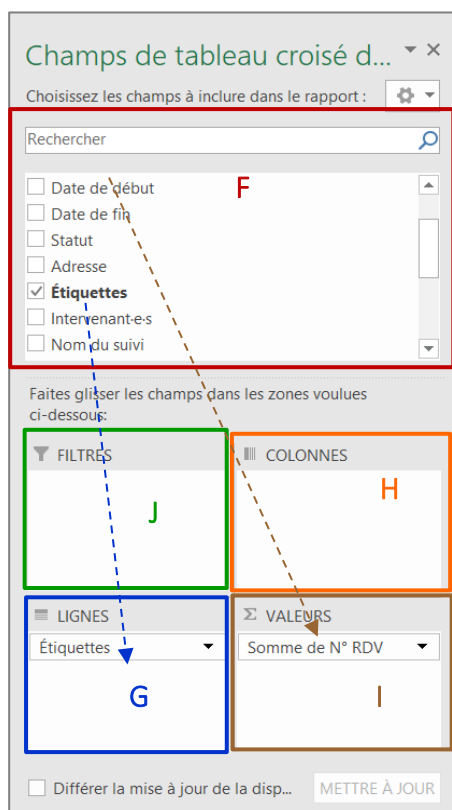 Champs de tableau croisé d...
Choisissez les champs à inclure dans le rapport :
Rechercher
F
Date de début
Date de fin
Statut
Adresse
Étiquettes
Intervenant·e·s
Nom du suivi
Faites glisser les champs dans les zones voulues
ci-dessous:
FILTRES
J
COLONNES
H
LIGNES
Étiquettes
G
Σ VALEURS
Somme de N° RDV
I
Différer la mise à jour de la disp...
METTRE À JOUR